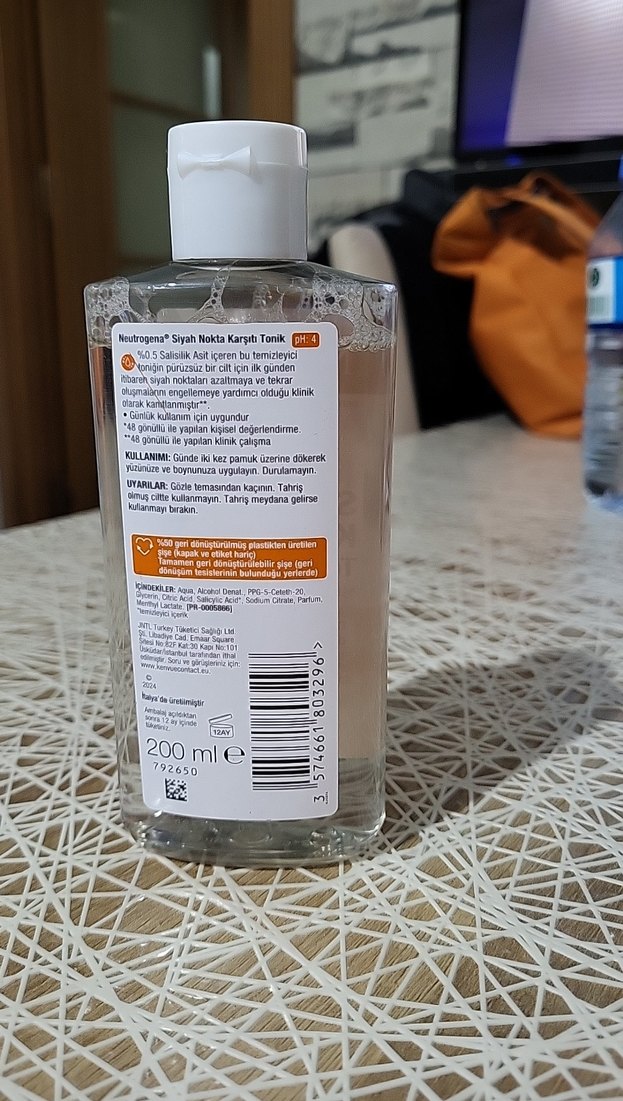 Neutrogena® Siyah Nokta Karşıtı Tonik pH: 4
%0.5 Salisilik Asit içeren bu temizleyici
toniğin pürüzsüz bir cilt için ilk günden
itibaren siyah noktaları azaltmaya ve tekrar
oluşmalarını engellemeye yardımcı olduğu klinik
olarak kanıtlanmıştır**.
• Günlük kullanım için uygundur
*48 gönüllü ile yapılan kişisel değerlendirme.
**48 gönüllü ile yapılan klinik çalışma
KULLANIMI: Günde iki kez pamuk üzerine dökerek
yüzünüze ve boynunuza uygulayın. Durulamayın.
UYARILAR: Gözle temasından kaçının. Tahriş
olmuş ciltte kullanmayın. Tahriş meydana gelirse
kullanmayı bırakın.
%50 geri dönüştürülmüş plastikten üretilen
şişe (kapak ve etiket hariç)
Tamamen geri dönüştürülebilir şişe (geri
dönüşüm tesislerinin bulunduğu yerlerde)
İÇİNDEKİLER: Aqua, Alcohol Denat., PPG-5-Ceteth-20,
Glycerin, Citric Acid, Salicylic Acid*, Sodium Citrate, Parfum,
Menthyl Lactate. [PR-0005866]
*temizleyici içerik
JNTL Turkey Tüketici Sağlığı Ltd.
Şti. Libadiye Cad. Emaar Square
Sitesi No:82F Kat:30 Kapı No:101
Üsküdar/İstanbul tarafından ithal
edilmiştir. Soru ve görüşleriniz için:
www.kenvuecontact.eu.
©
2024
İtalya'de üretilmiştir
Ambalaj açıldıktan
sonra 12 ay içinde
tüketiniz.
12AY
200 ml e
792650
3 574661 803296 >